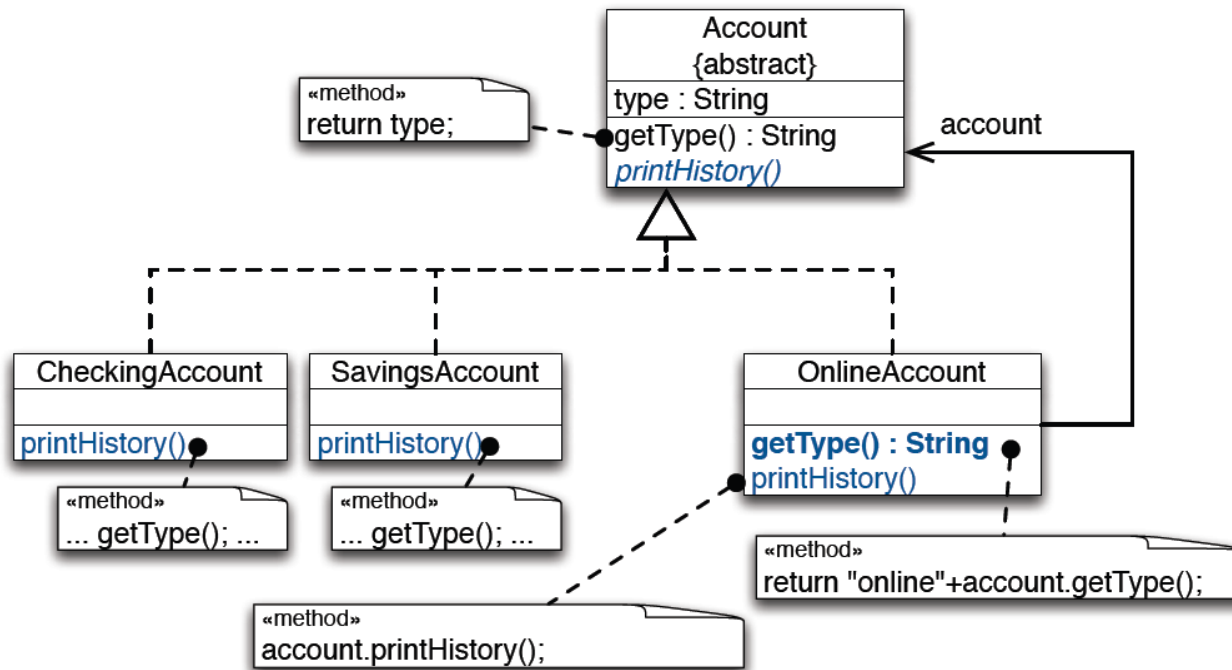 Account
{abstract}
type : String
getType() : String
printHistory()
«method»
return type;
account
CheckingAccount
printHistory()
SavingsAccount
printHistory()
OnlineAccount
getType() : String
printHistory()
«method»
... getType(); ...
«method»
... getType(); ...
«method»
return "online"+account.getType();
«method»
account.printHistory();